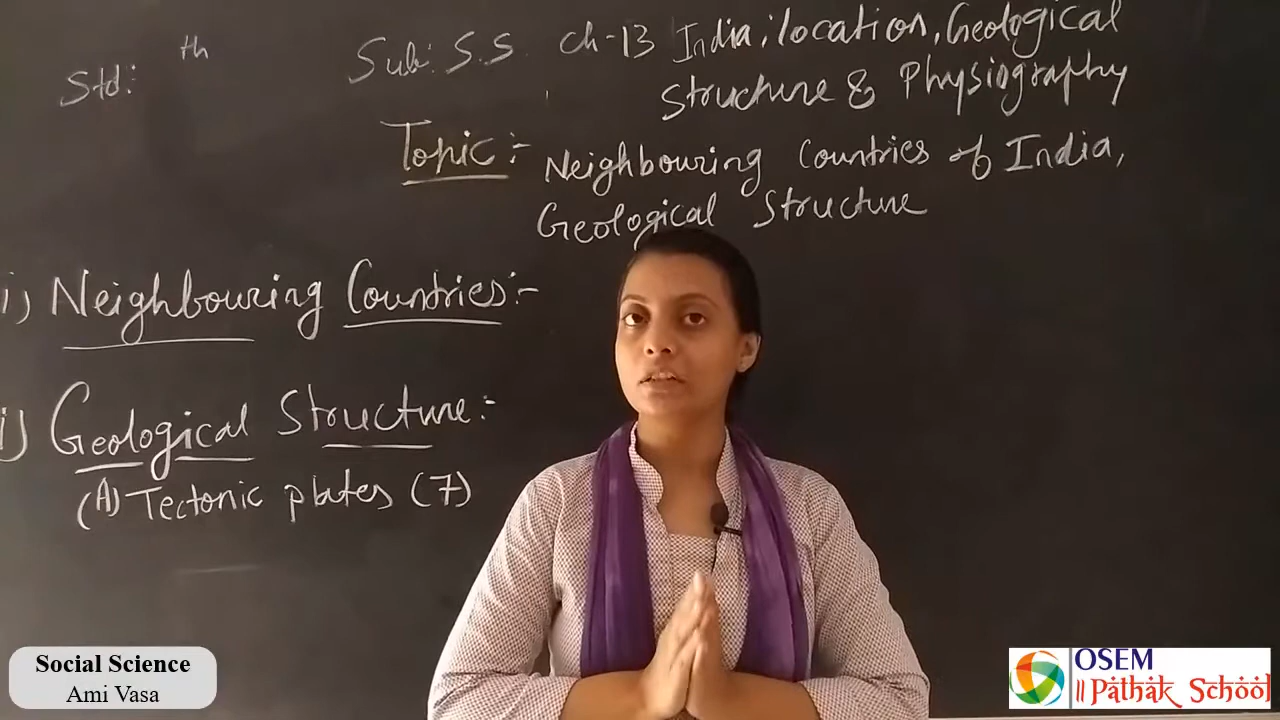 Std: th
Sub: S.S. Ch-13 India; location, Geological
Structure & Physiography
Topic:- Neighbouring Countries of India,
Geological Structure
i) Neighbouring Countries:-
i) Geological Structure:-
(A) Tectonic plates (7)
Social Science
Ami Vasa
OSEM
॥ Pathak School